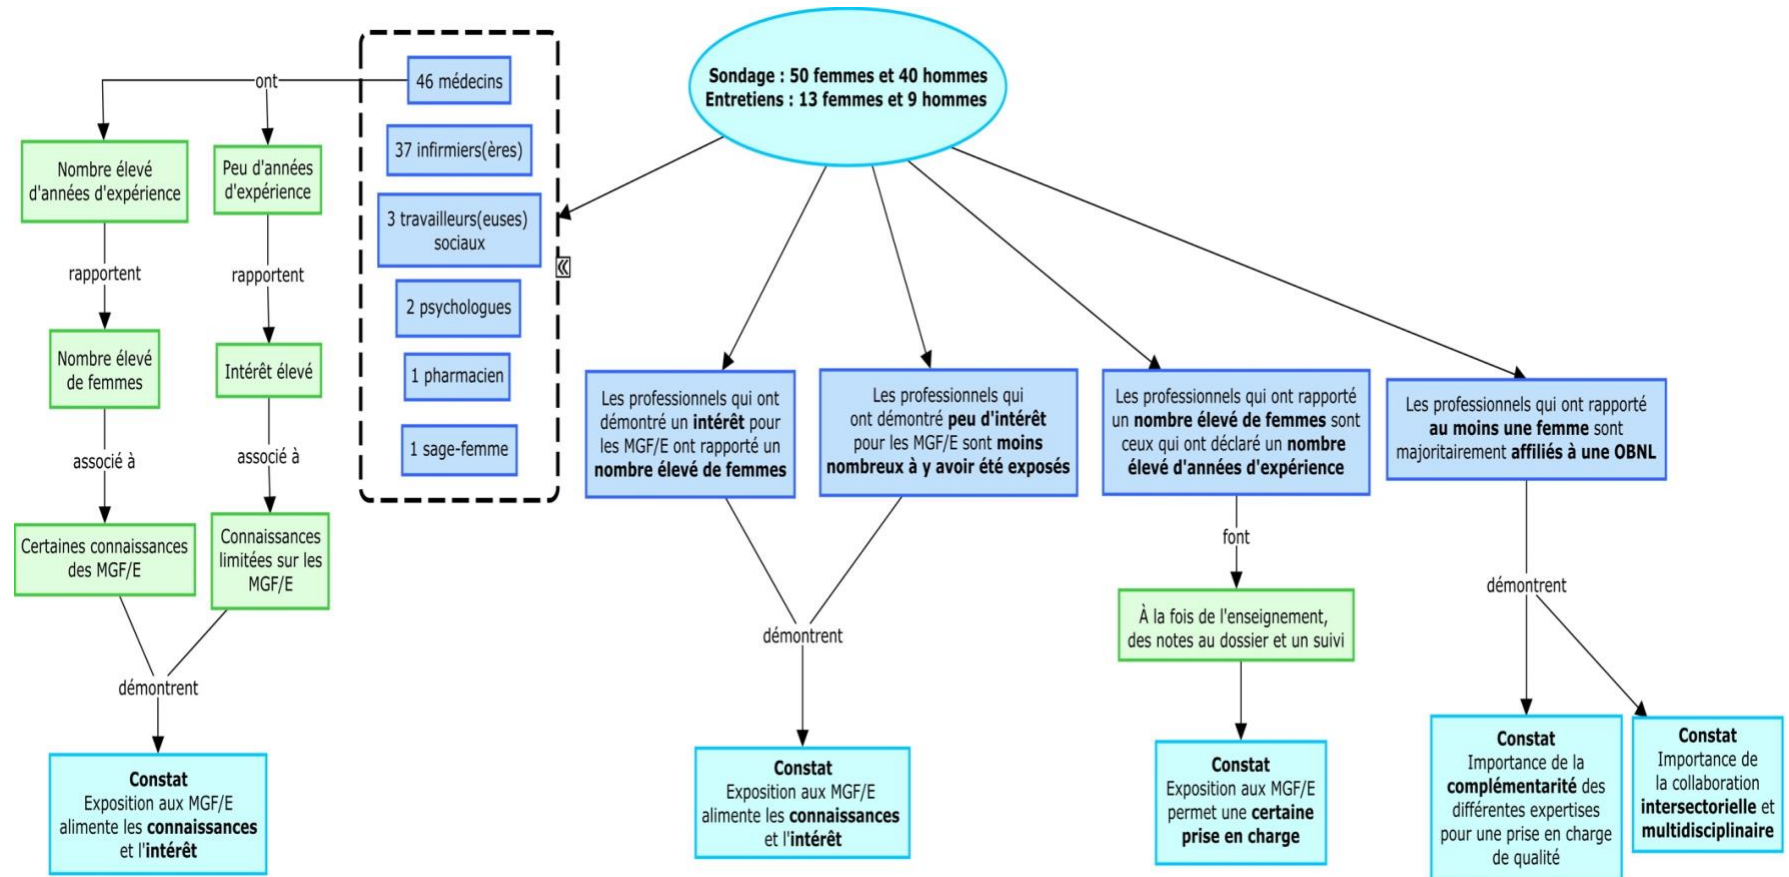 Sondage : 50 femmes et 40 hommes
Entretiens : 13 femmes et 9 hommes
46 médecins
37 infirmiers(ères)
3 travailleurs(euses)
sociaux
2 psychologues
1 pharmacien
1 sage-femme
ont
Nombre élevé
d'années d'expérience
rapportent
Nombre élevé
de femmes
associé à
Certaines connaissances
des MGF/E
Peu d'années
d'expérience
rapportent
Intérêt élevé
associé à
Connaissances
limitées sur les
MGF/E
démontrent
Constat
Exposition aux MGF/E
alimente les connaissances
et l'intérêt
Les professionnels qui ont
démontré un intérêt pour
les MGF/E ont rapporté un
nombre élevé de femmes
Les professionnels qui
ont démontré peu d'intérêt
pour les MGF/E sont moins
nombreux à y avoir été exposés
démontrent
Constat
Exposition aux MGF/E
alimente les connaissances
et l'intérêt
Les professionnels qui ont rapporté
un nombre élevé de femmes sont
ceux qui ont déclaré un nombre
élevé d'années d'expérience
font
À la fois de l'enseignement,
des notes au dossier et un suivi
Constat
Exposition aux MGF/E
permet une certaine
prise en charge
Les professionnels qui ont rapporté
au moins une femme sont
majoritairement affiliés à une OBNL
démontrent
Constat
Importance de la
complémentarité des
différentes expertises
pour une prise en charge
de qualité
Constat
Importance de
la collaboration
intersectorielle et
multidisciplinaire